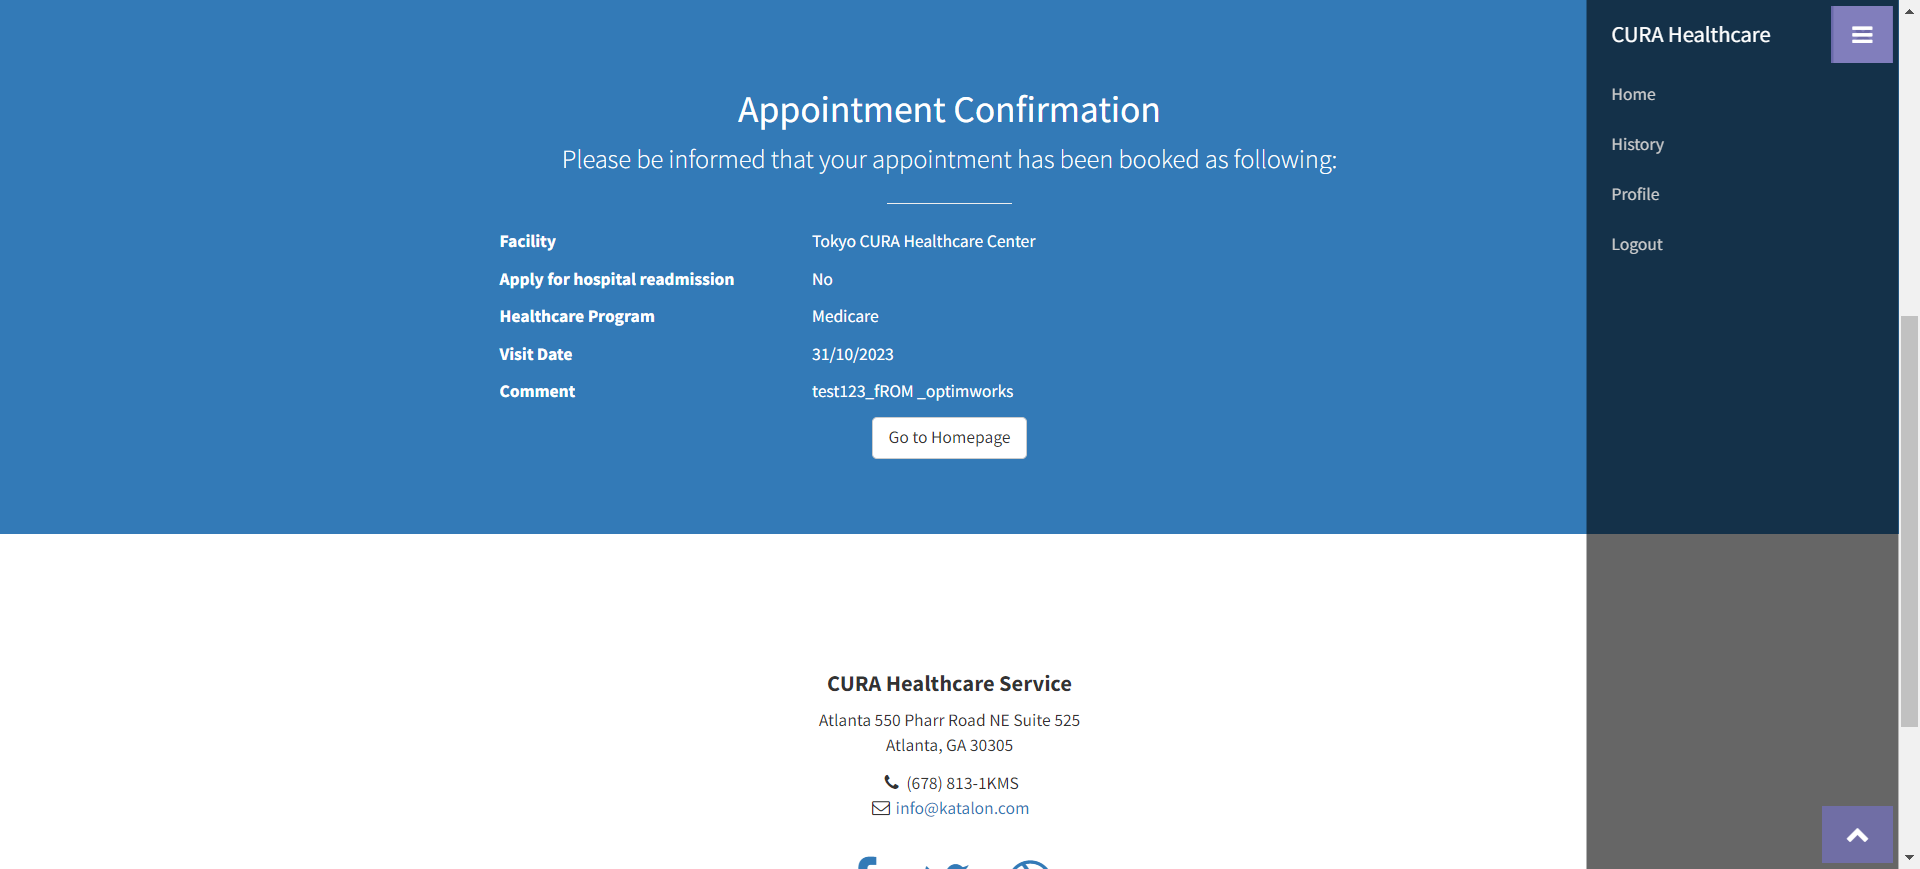 CURA Healthcare
Home
History
Profile
Logout
Appointment Confirmation
Please be informed that your appointment has been booked as following:
Facility Tokyo CURA Healthcare Center
Apply for hospital readmission No
Healthcare Program Medicare
Visit Date 31/10/2023
Comment test123_fROM _optimworks
Go to Homepage
CURA Healthcare Service
Atlanta 550 Pharr Road NE Suite 525
Atlanta, GA 30305
(678) 813-1KMS
info@katalon.com